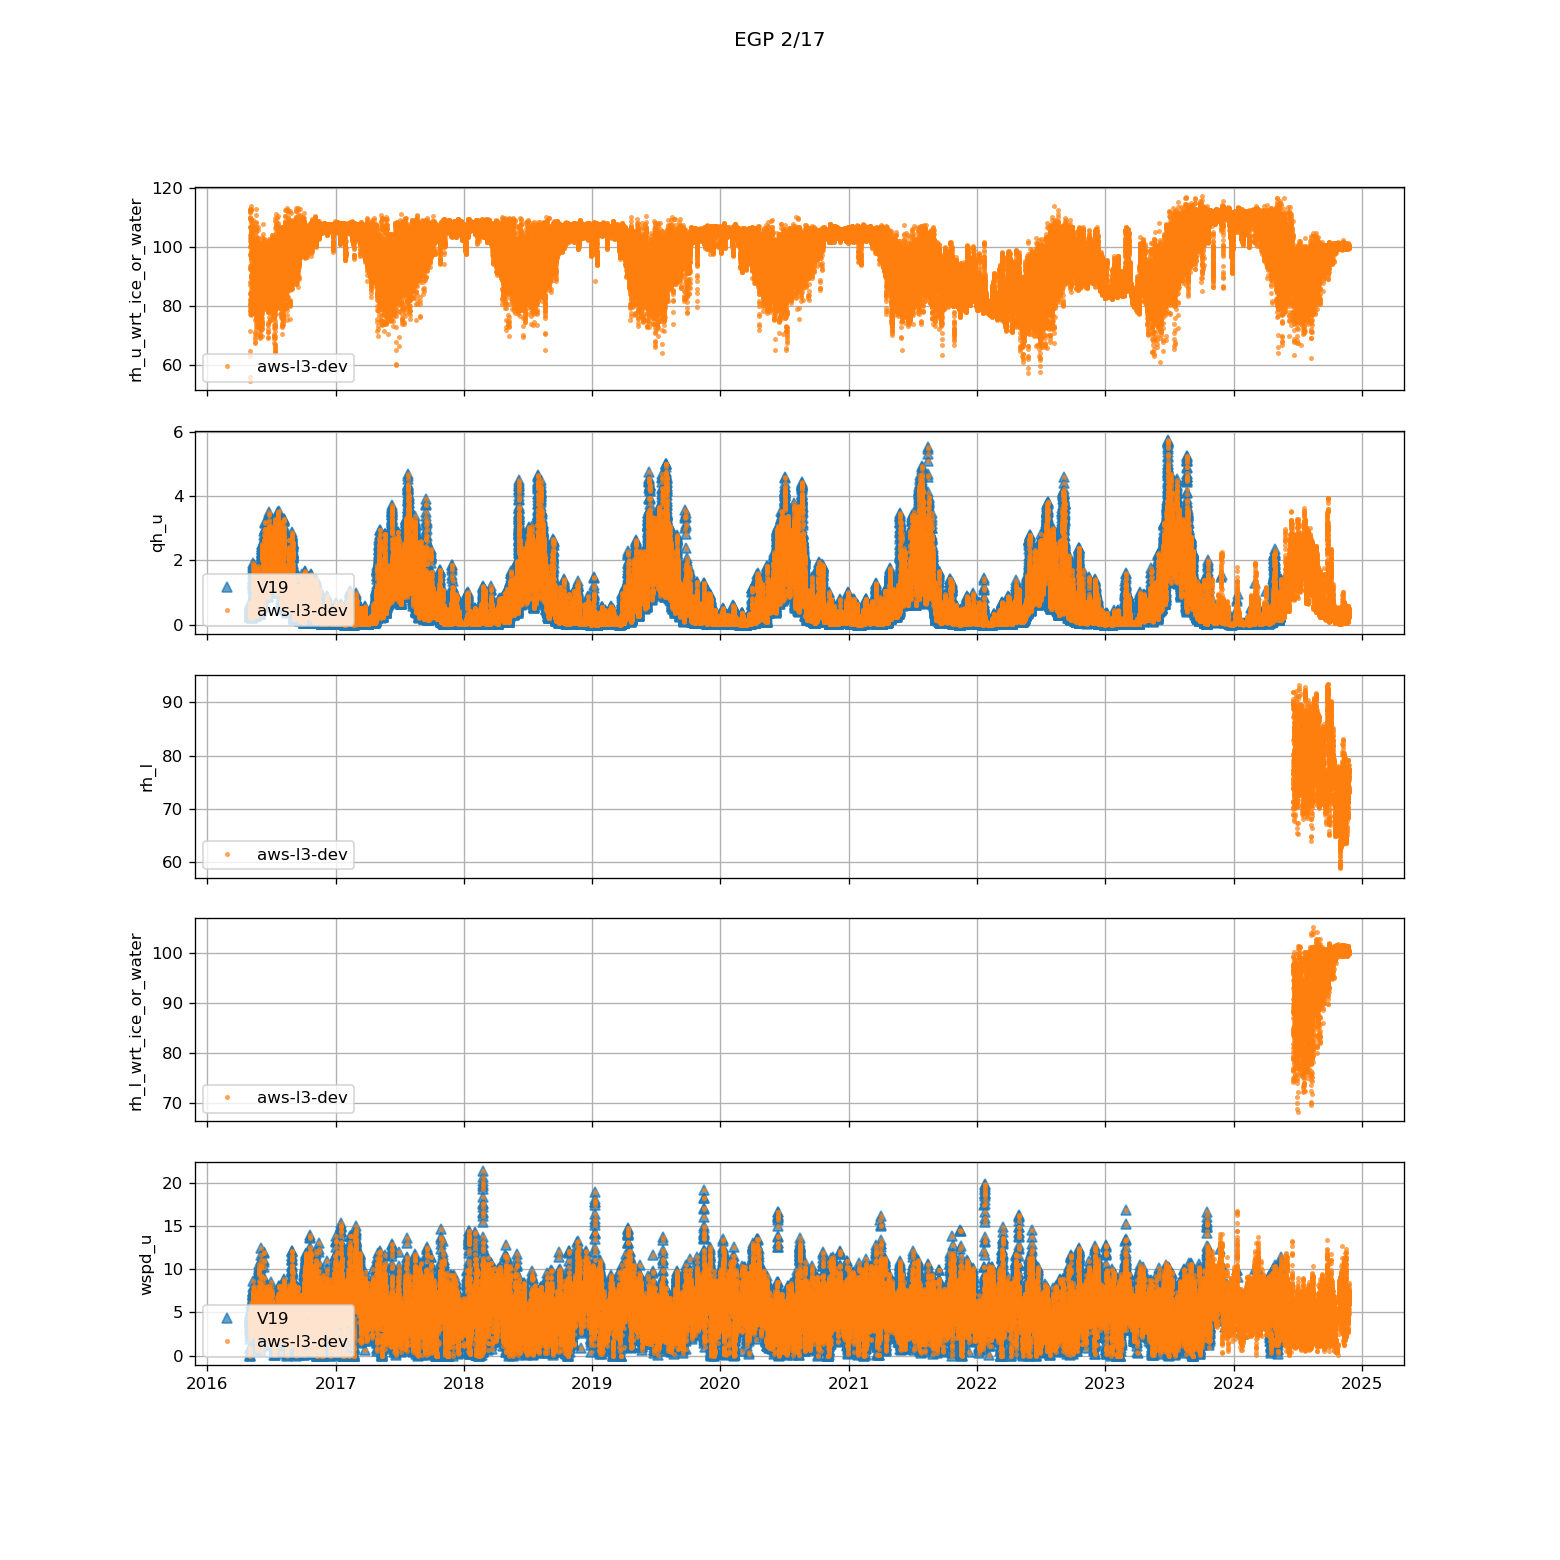 EGP 2/17
120
100
80
60
rh_u_wrt_ice_or_water
aws-l3-dev
6
4
2
0
qh_u
V19
aws-l3-dev
90
80
70
60
rh_l
aws-l3-dev
100
90
80
70
rh_l_wrt_ice_or_water
aws-l3-dev
20
15
10
5
0
wspd_u
V19
aws-l3-dev
2016 2017 2018 2019 2020 2021 2022 2023 2024 2025